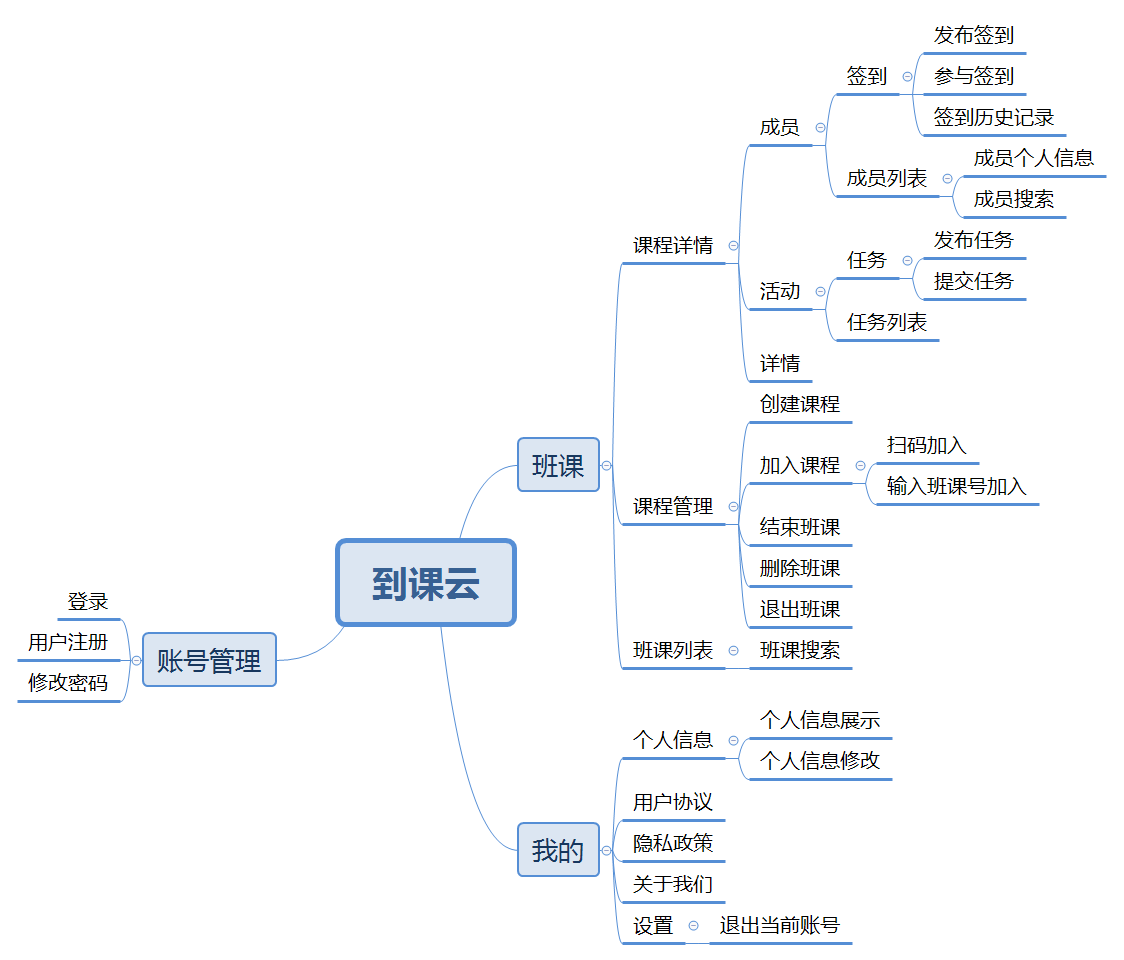 到课云
班课
课程详情
成员
签到
发布签到
参与签到
签到历史记录
成员列表
成员个人信息
成员搜索
活动
任务
发布任务
提交任务
任务列表
详情
课程管理
创建课程
加入课程
扫码加入
输入班课号加入
结束班课
删除班课
退出班课
班课列表
班课搜索
我的
个人信息
个人信息展示
个人信息修改
用户协议
隐私政策
关于我们
设置
退出当前账号
账号管理
登录
用户注册
修改密码